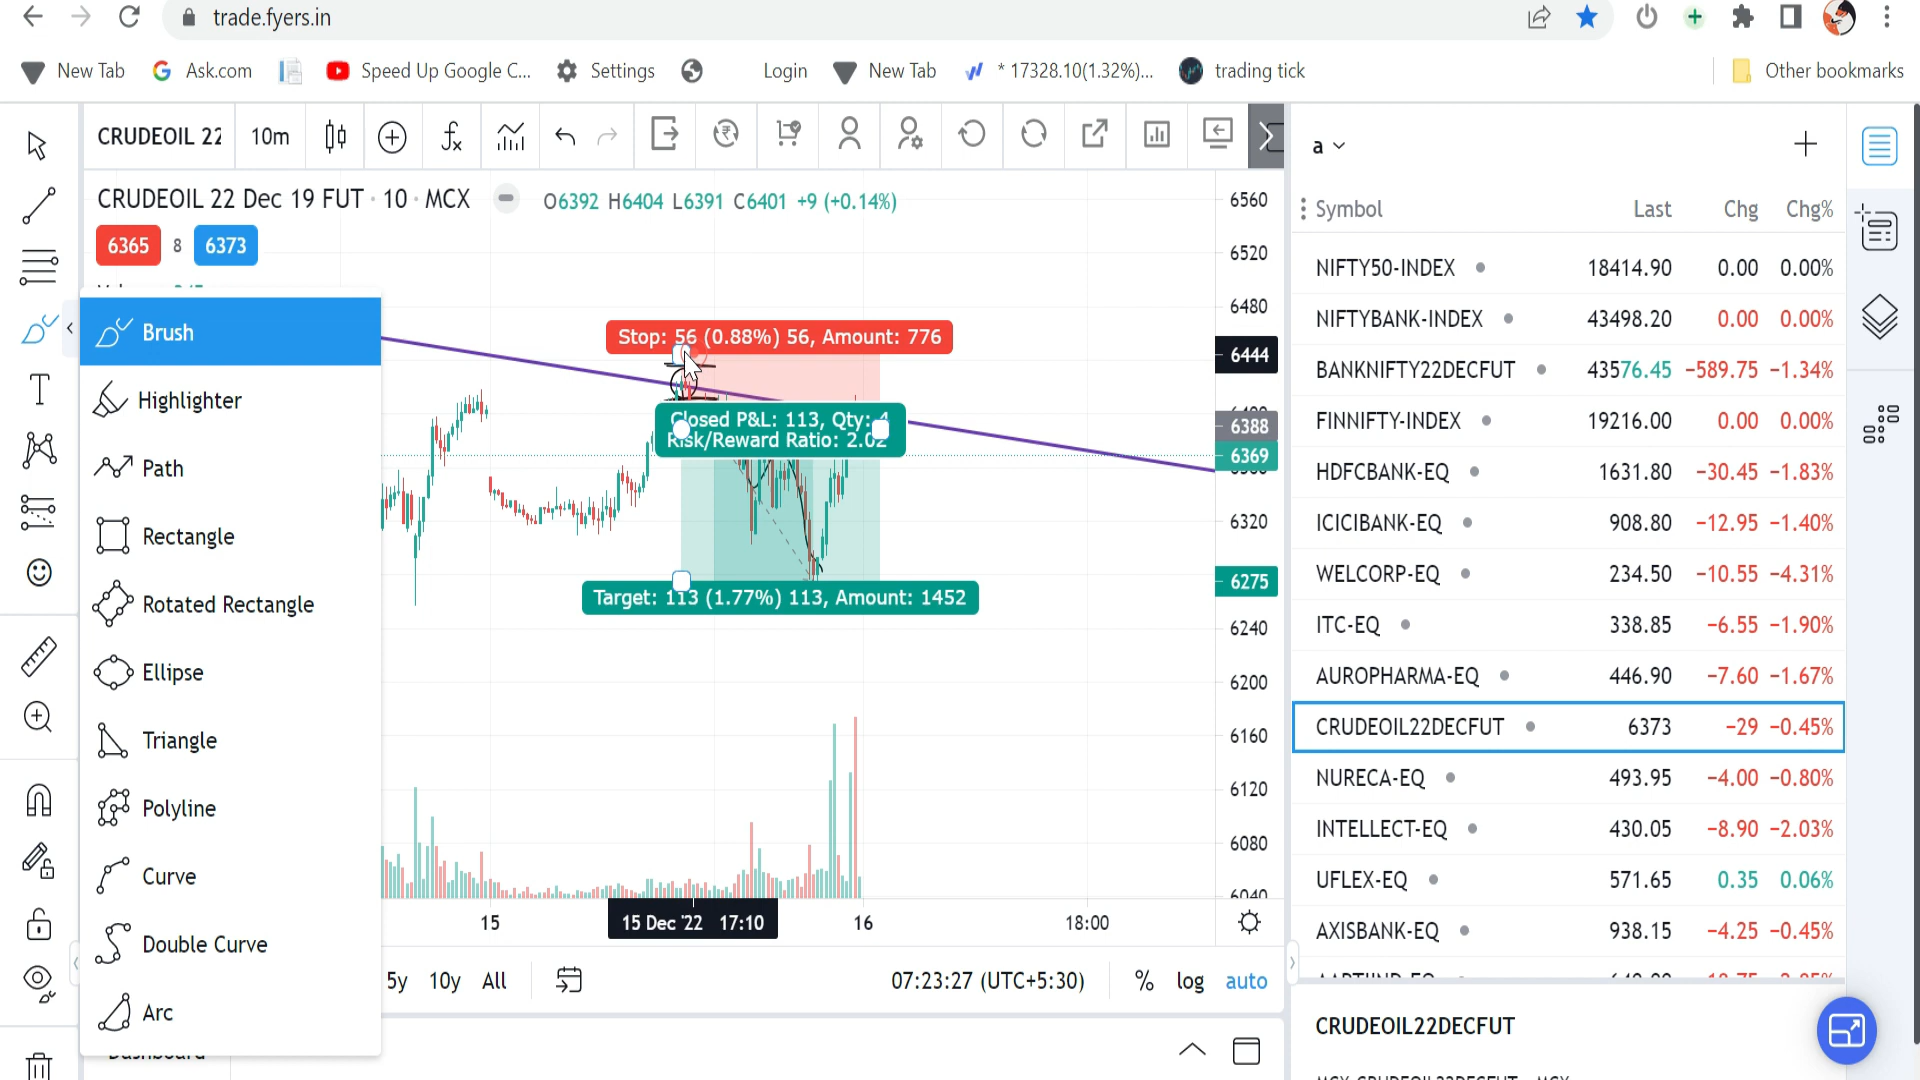 trade.fyers.in
New Tab Ask.com Speed Up Google C... Settings Login New Tab * 17328.10(1.32%)... trading tick Other bookmarks
CRUDEOIL 22 10m
CRUDEOIL 22 Dec 19 FUT · 10 · MCX O6392 H6404 L6391 C6401 +9 (+0.14%)
6365 8 6373
Brush
Highlighter
Path
Rectangle
Rotated Rectangle
Ellipse
Triangle
Polyline
Curve
Double Curve
Arc
Stop: 56 (0.88%) 56, Amount: 776
Closed P&L: 113, Qty: 4
Risk/Reward Ratio: 2.02
Target: 113 (1.77%) 113, Amount: 1452
6560
6520
6480
6444
6388
6369
6320
6275
6240
6200
6160
6120
6080
6040
15 15 Dec '22 17:10 16 18:00
5y 10y All 07:23:27 (UTC+5:30) % log auto
a
Symbol Last Chg Chg%
NIFTY50-INDEX 18414.90 0.00 0.00%
NIFTYBANK-INDEX 43498.20 0.00 0.00%
BANKNIFTY22DECFUT 43576.45 −589.75 −1.34%
FINNIFTY-INDEX 19216.00 0.00 0.00%
HDFCBANK-EQ 1631.80 −30.45 −1.83%
ICICIBANK-EQ 908.80 −12.95 −1.40%
WELCORP-EQ 234.50 −10.55 −4.31%
ITC-EQ 338.85 −6.55 −1.90%
AUROPHARMA-EQ 446.90 −7.60 −1.67%
CRUDEOIL22DECFUT 6373 −29 −0.45%
NURECA-EQ 493.95 −4.00 −0.80%
INTELLECT-EQ 430.05 −8.90 −2.03%
UFLEX-EQ 571.65 0.35 0.06%
AXISBANK-EQ 938.15 −4.25 −0.45%
CRUDEOIL22DECFUT